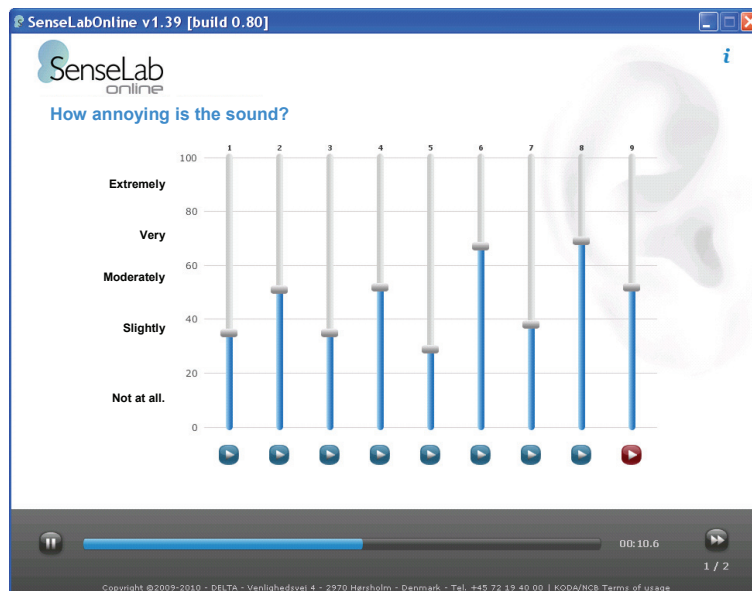 SenseLabOnline v1.39 [build 0.80]
i
SenseLab
online
How annoying is the sound?
1 2 3 4 5 6 7 8 9
100
Extremely
80
Very
60
Moderately
40
Slightly
20
Not at all.
0
00:10.6
1 / 2
Copyright ©2009-2010 - DELTA - Venlighedsvej 4 - 2970 Hørsholm - Denmark - Tel. +45 72 19 40 00 | KODA/NCB Terms of usage